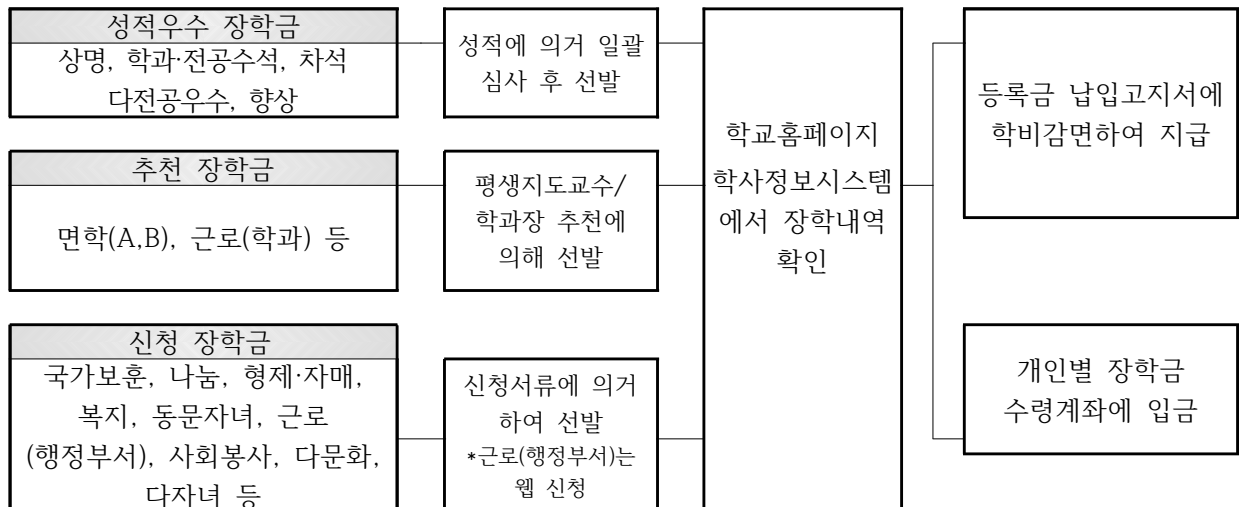 성적우수 장학금
상명, 학과·전공수석, 차석
다전공우수, 향상
성적에 의거 일괄
심사 후 선발
추천 장학금
면학(A,B), 근로(학과) 등
평생지도교수/
학과장 추천에
의해 선발
신청 장학금
국가보훈, 나눔, 형제·자매,
복지, 동문자녀, 근로
(행정부서), 사회봉사, 다문화,
다자녀 등
신청서류에 의거
하여 선발
*근로(행정부서)는
웹 신청
학교홈페이지
학사정보시스템
에서 장학내역
확인
등록금 납입고지서에
학비감면하여 지급
개인별 장학금
수령계좌에 입금